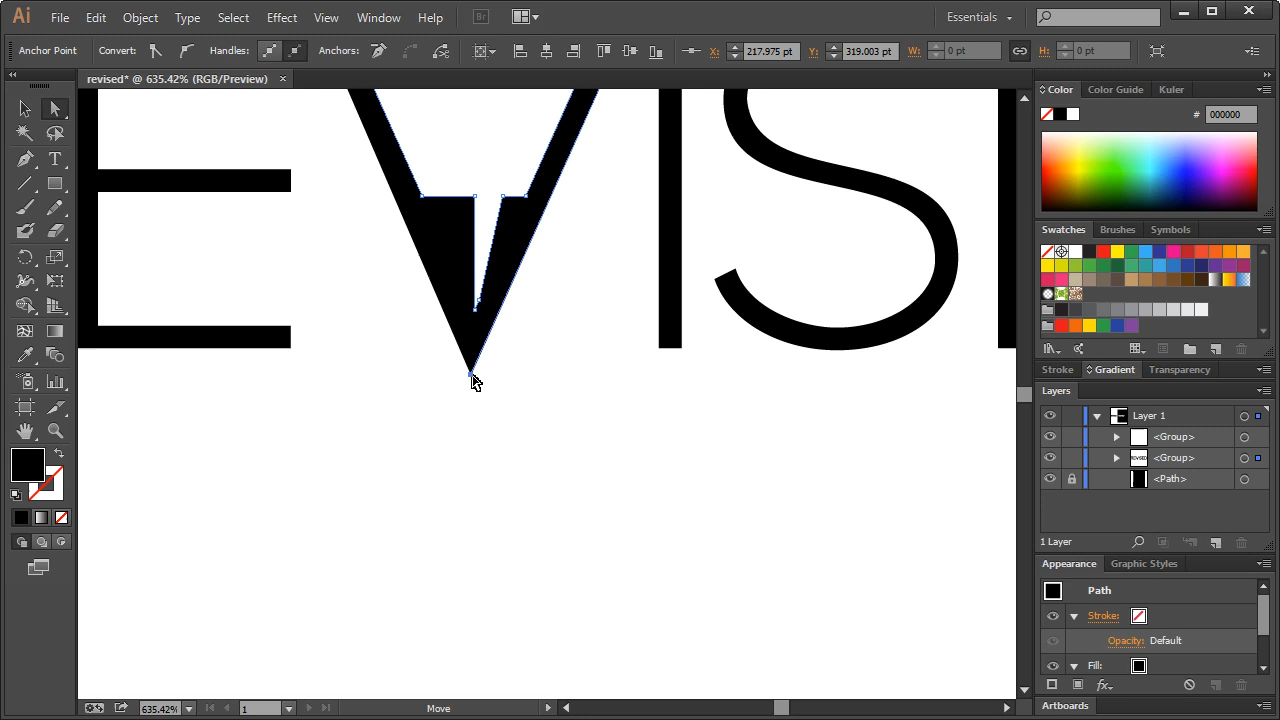 Ai File Edit Object Type Select Effect View Window Help Br Essentials
Anchor Point Convert: Handles: Anchors: X: 217.975 pt Y: 319.003 pt W: 0 pt H: 0 pt
revised* @ 635.42% (RGB/Preview)
EVIS
Color Color Guide Kuler
# 000000
Swatches Brushes Symbols
Stroke Gradient Transparency
Layers
Layer 1
<Group>
<Group>
<Path>
1 Layer
Appearance Graphic Styles
Path
Stroke:
Opacity: Default
Fill:
fx
Artboards
635.42% 1 Move